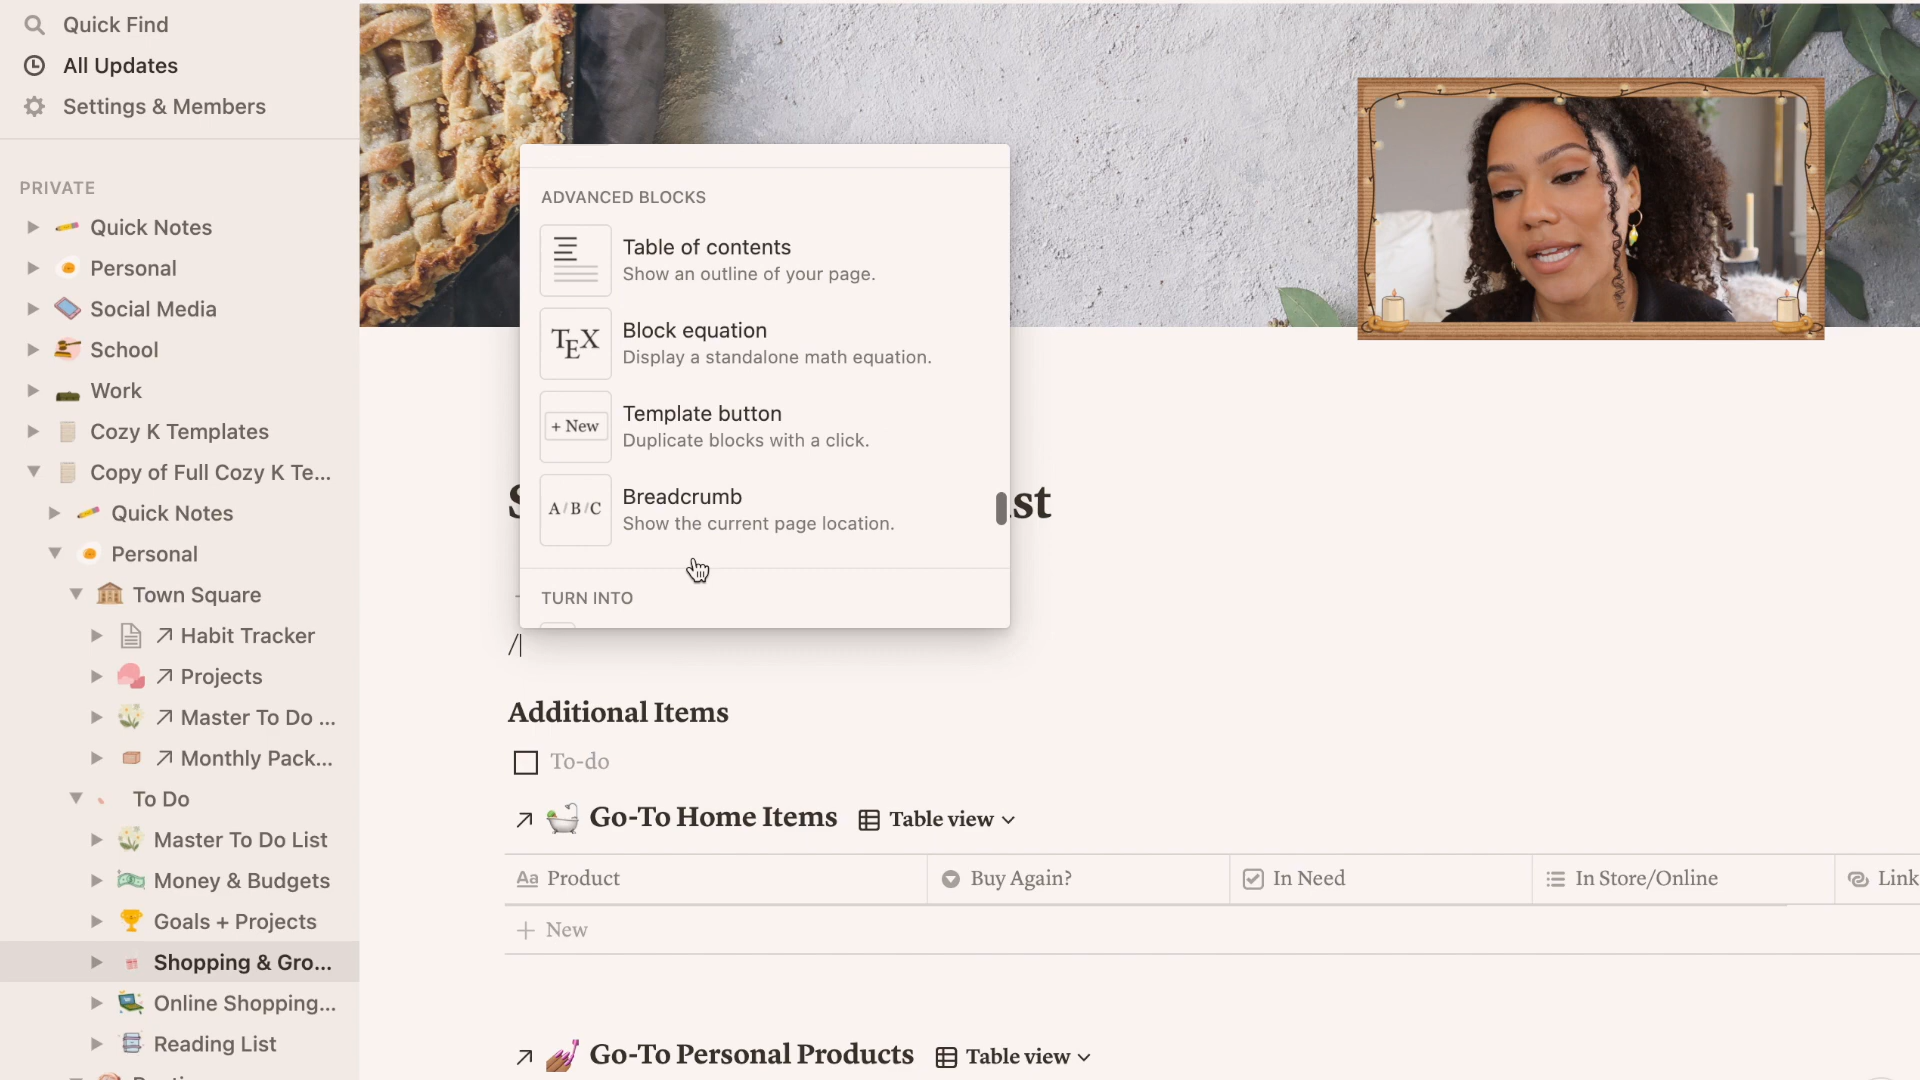 Quick Find
All Updates
Settings & Members
PRIVATE
Quick Notes
Personal
Social Media
School
Work
Cozy K Templates
Copy of Full Cozy K Te...
Quick Notes
Personal
Town Square
Habit Tracker
Projects
Master To Do ...
Monthly Pack...
To Do
Master To Do List
Money & Budgets
Goals + Projects
Shopping & Gro...
Online Shopping...
Reading List
ADVANCED BLOCKS
Table of contents
Show an outline of your page.
TEX
Block equation
Display a standalone math equation.
+ New
Template button
Duplicate blocks with a click.
A/B/C
Breadcrumb
Show the current page location.
TURN INTO
S
st
/
Additional Items
To-do
Go-To Home Items Table view
Aa Product Buy Again? In Need In Store/Online Link
+ New
Go-To Personal Products Table view